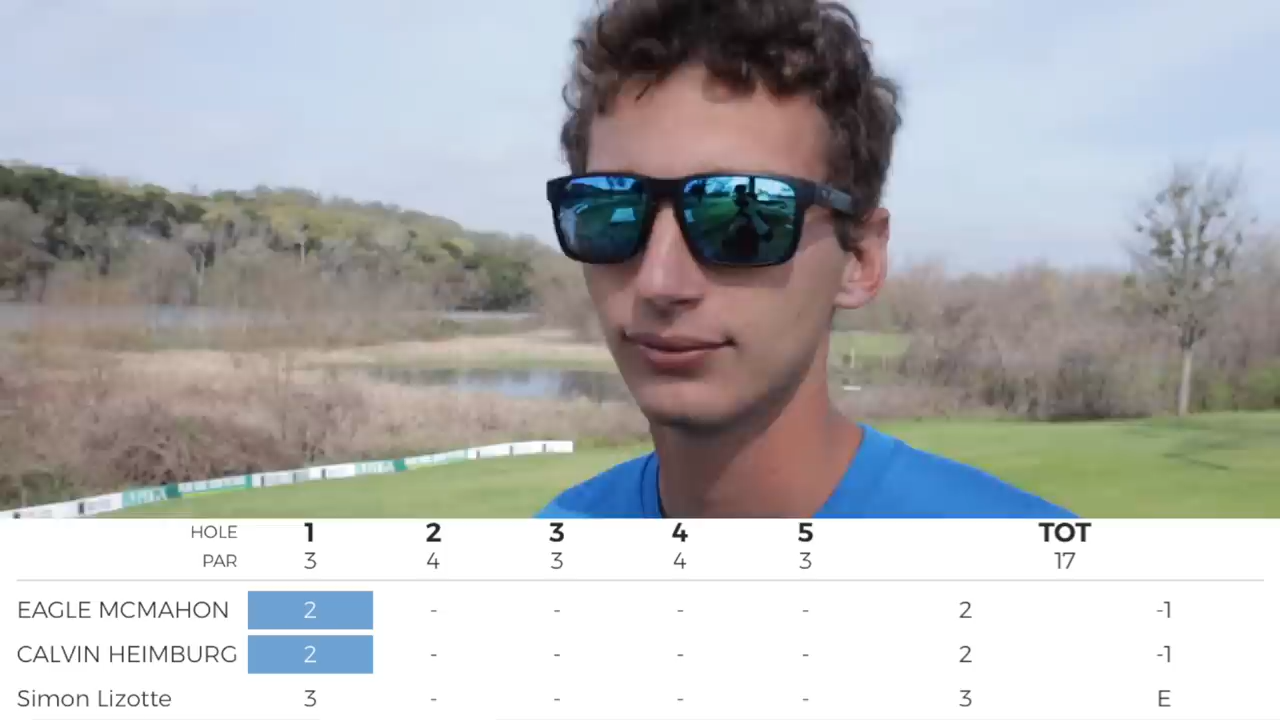 HOLE 1 2 3 4 5 TOT
PAR 3 4 3 4 3 17
EAGLE MCMAHON 2 - - - - 2 -1
CALVIN HEIMBURG 2 - - - - 2 -1
Simon Lizotte 3 - - - - 3 E